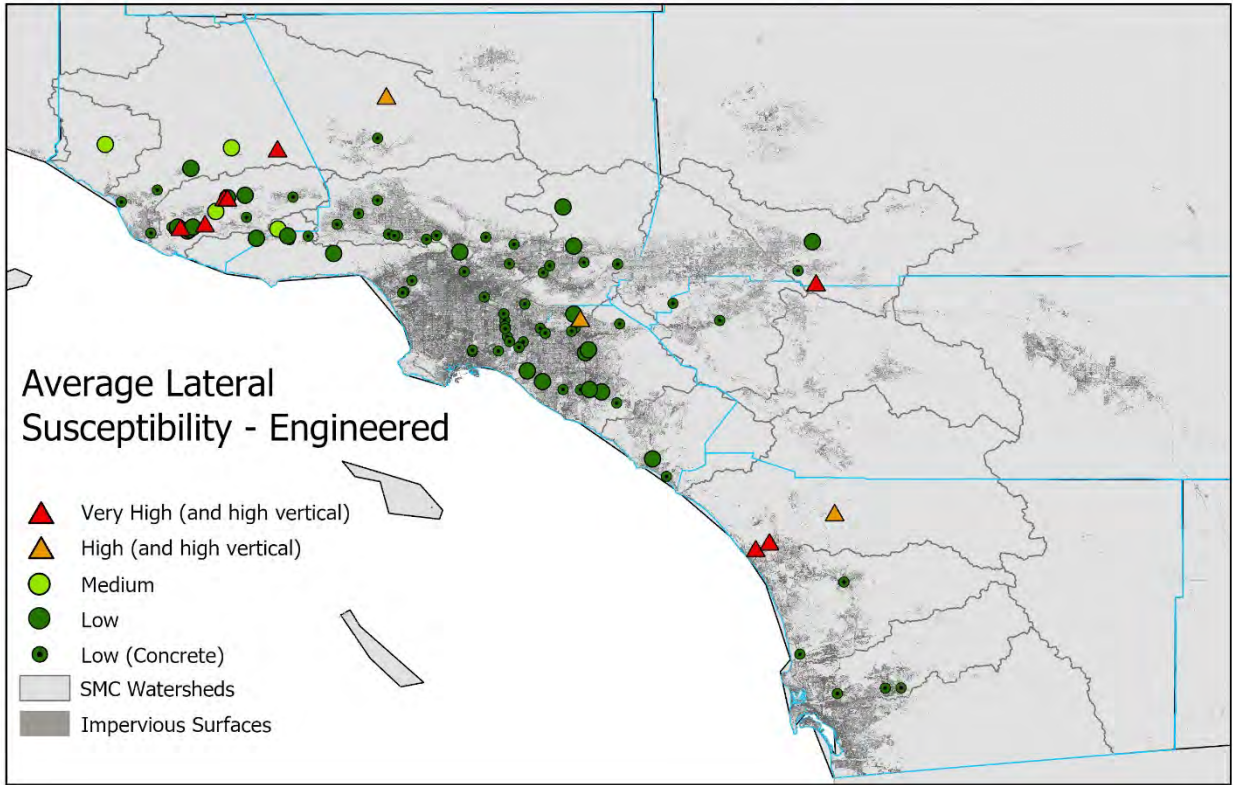 Average Lateral
Susceptibility - Engineered
Very High (and high vertical)
High (and high vertical)
Medium
Low
Low (Concrete)
SMC Watersheds
Impervious Surfaces